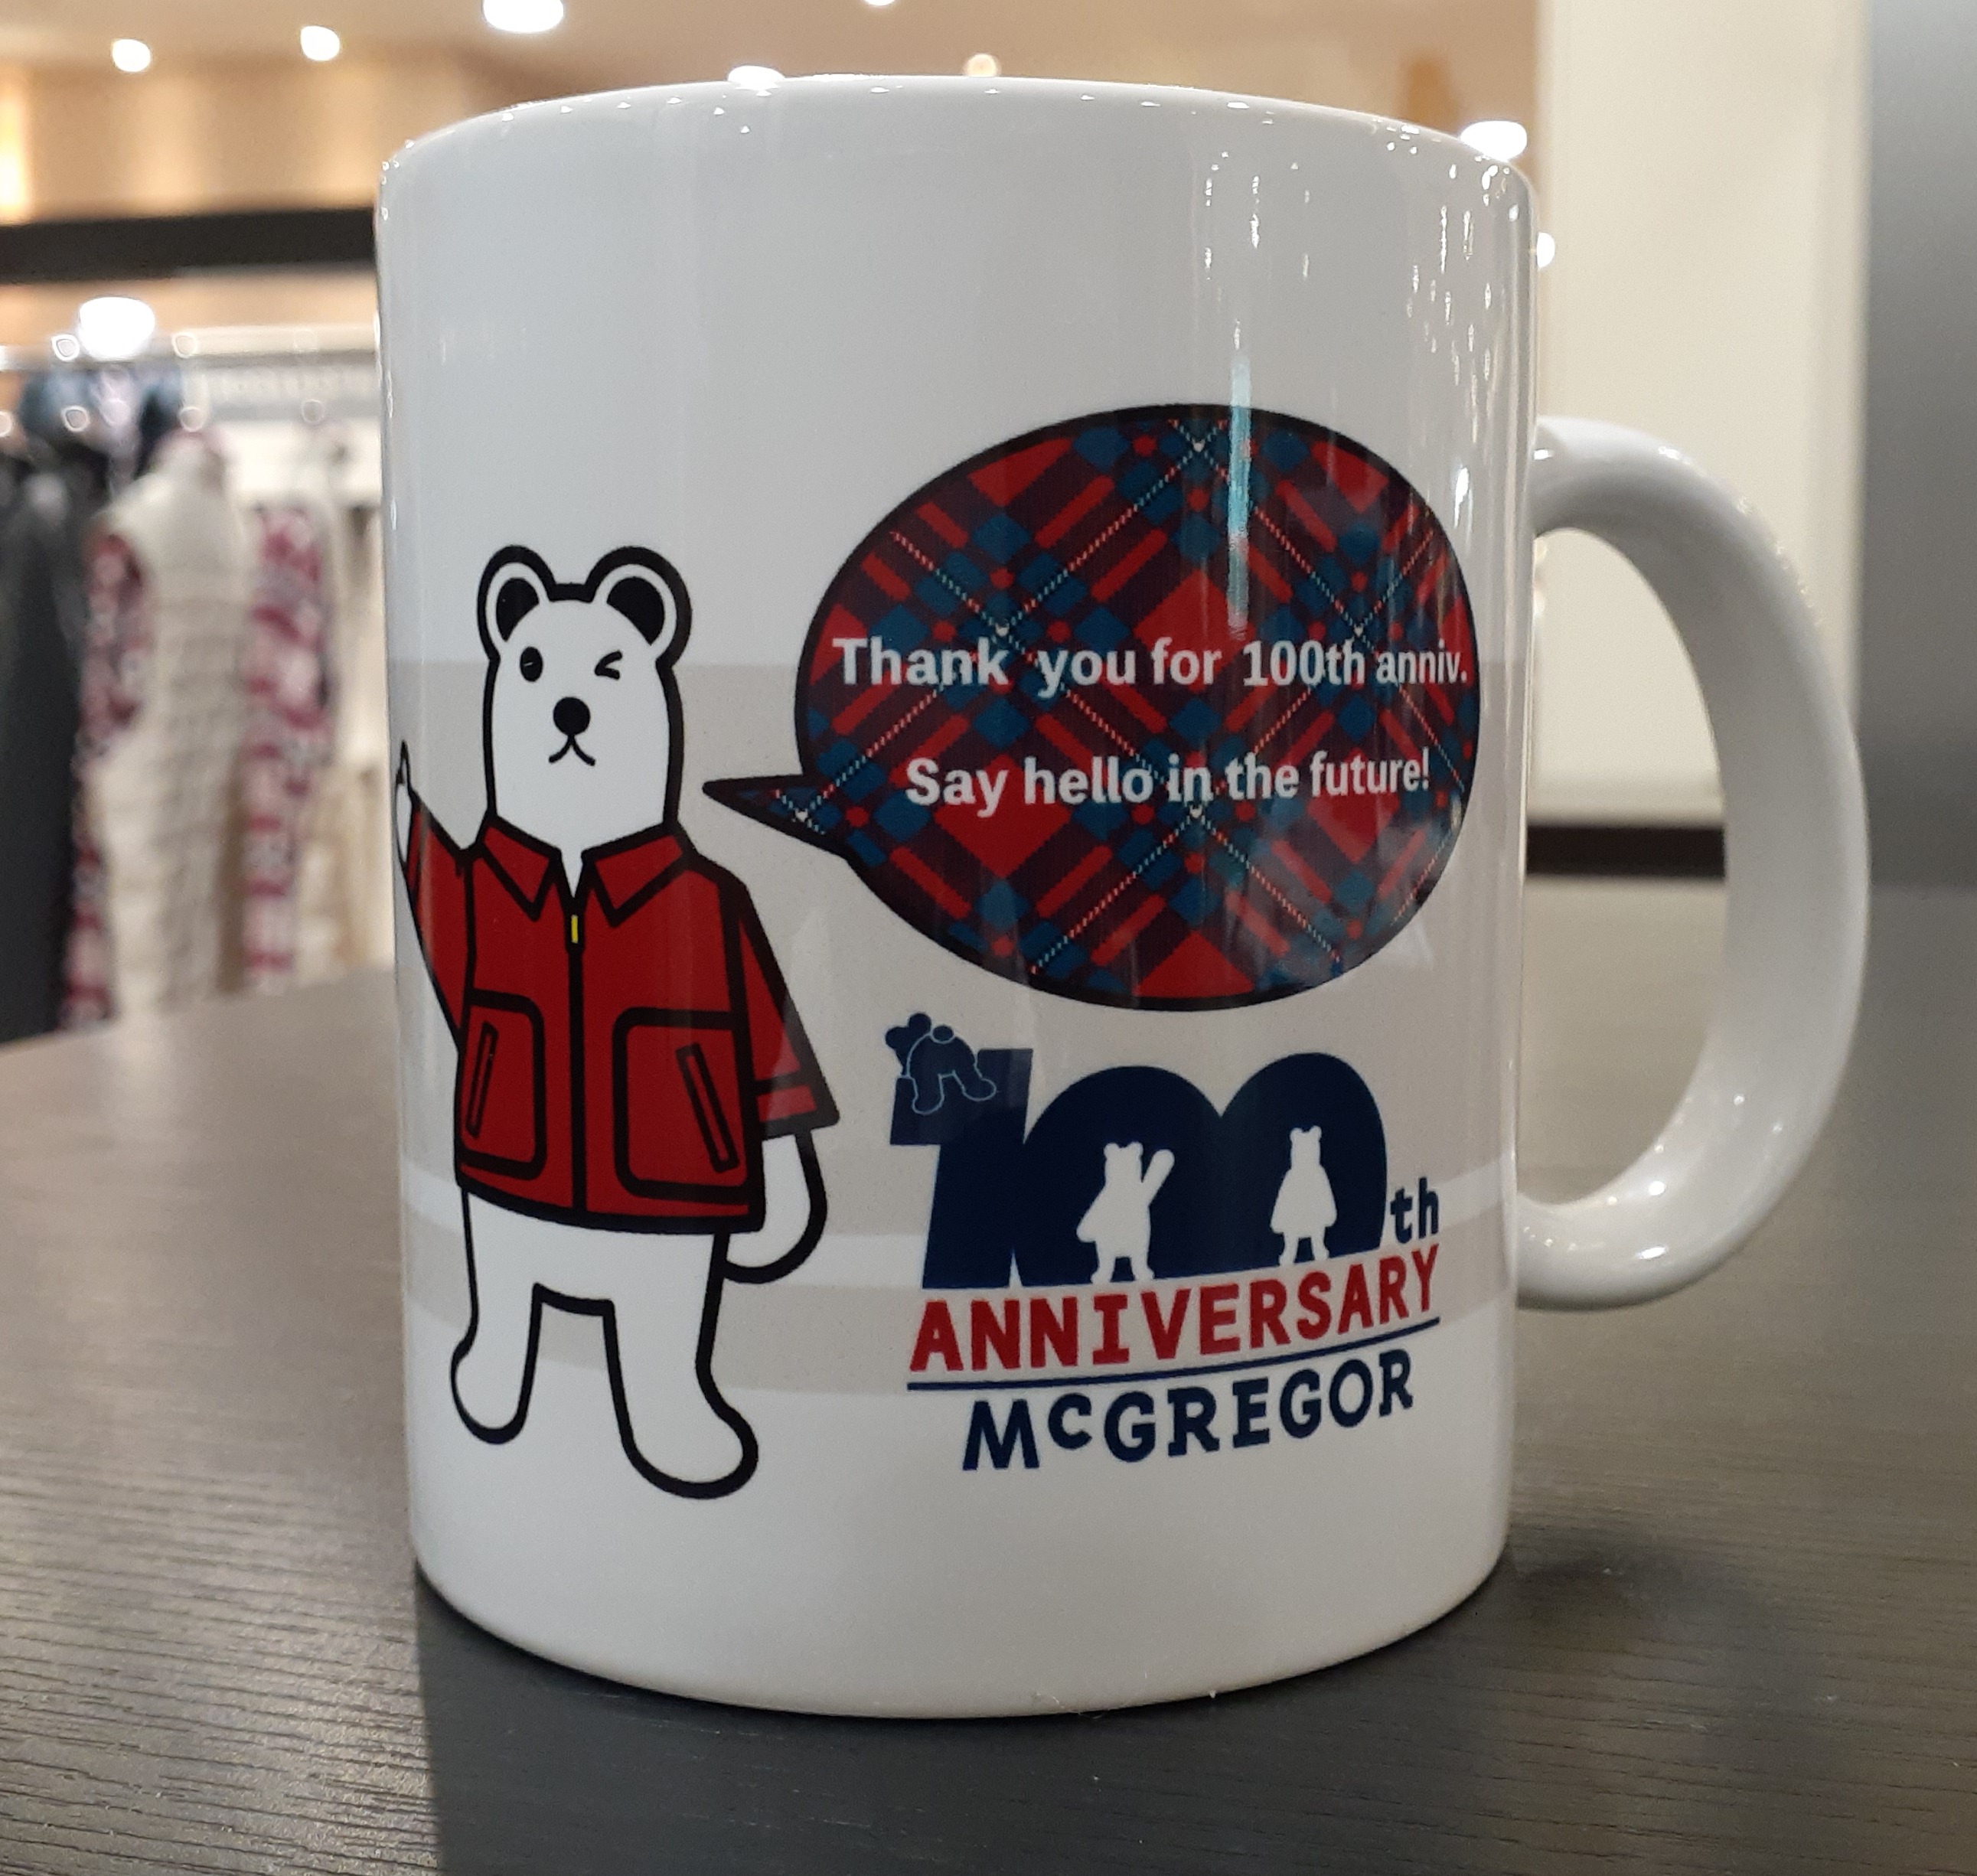 Thank you for 100th anniv.
Say hello in the future!
100th
ANNIVERSARY
McGREGOR